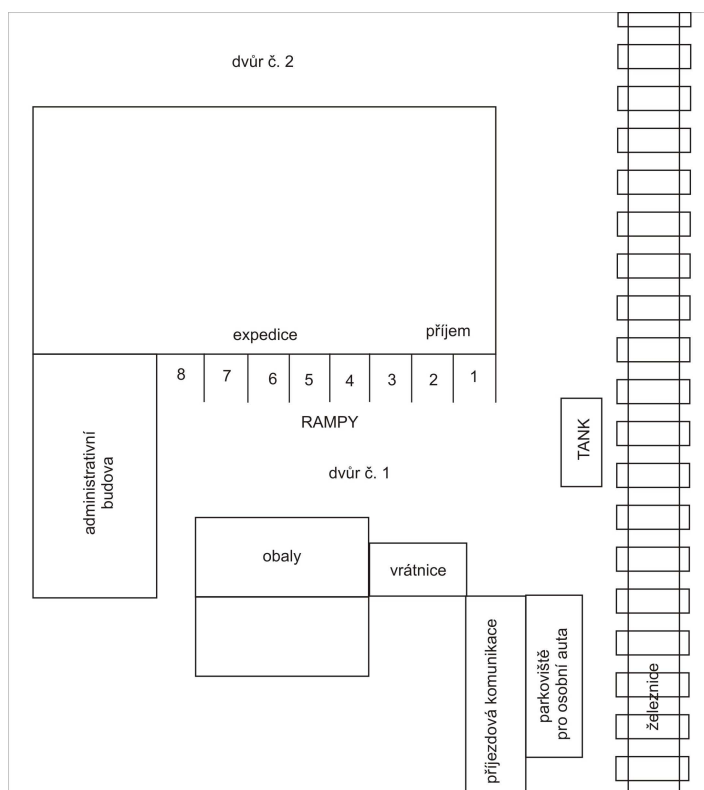 dvůr č. 2
expedice
příjem
8
7
6
5
4
3
2
1
RAMPY
dvůr č. 1
TANK
administrativní
budova
obaly
vrátnice
příjezdová komunikace
parkoviště
pro osobní auta
železnice